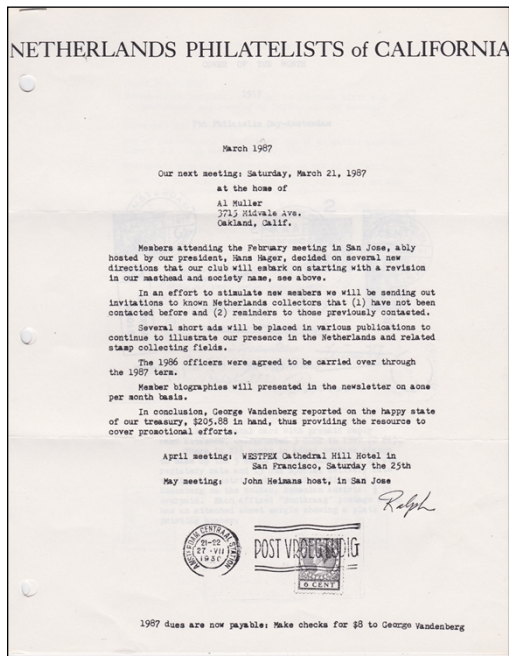 NETHERLANDS PHILATELISTS of CALIFORNIA
March 1987
Our next meeting: Saturday, March 21, 1987
at the home of
Al Muller
3715 Midvale Ave.
Oakland, Calif.
Members attending the February meeting in San Jose, ably
hosted by our president, Hans Hager, decided on several new
directions that our club will embark on starting with a revision
in our masthead and society name, see above.
In an effort to stimulate new members we will be sending out
invitations to known Netherlands collectors that (1) have not been
contacted before and (2) reminders to those previously contacted.
Several short ads will be placed in various publications to
continue to illustrate our presence in the Netherlands and related
stamp collecting fields.
The 1986 officers were agreed to be carried over through
the 1987 term.
Member biographies will presented in the newsletter on aone
per month basis.
In conclusion, George Vandenberg reported on the happy state
of our treasury, $205.88 in hand, thus providing the resource to
cover promotional efforts.
April meeting: WESTPEX Cathedral Hill Hotel in
San Francisco, Saturday the 25th
May meeting: John Heimans host, in San Jose
Ralph
AMSTERDAM CENTRAAL STATION
21-22
27 -VII
1930
POST VROEGTIJDIG
6 CENT
1987 dues are now payable: Make checks for $8 to George Vandenberg